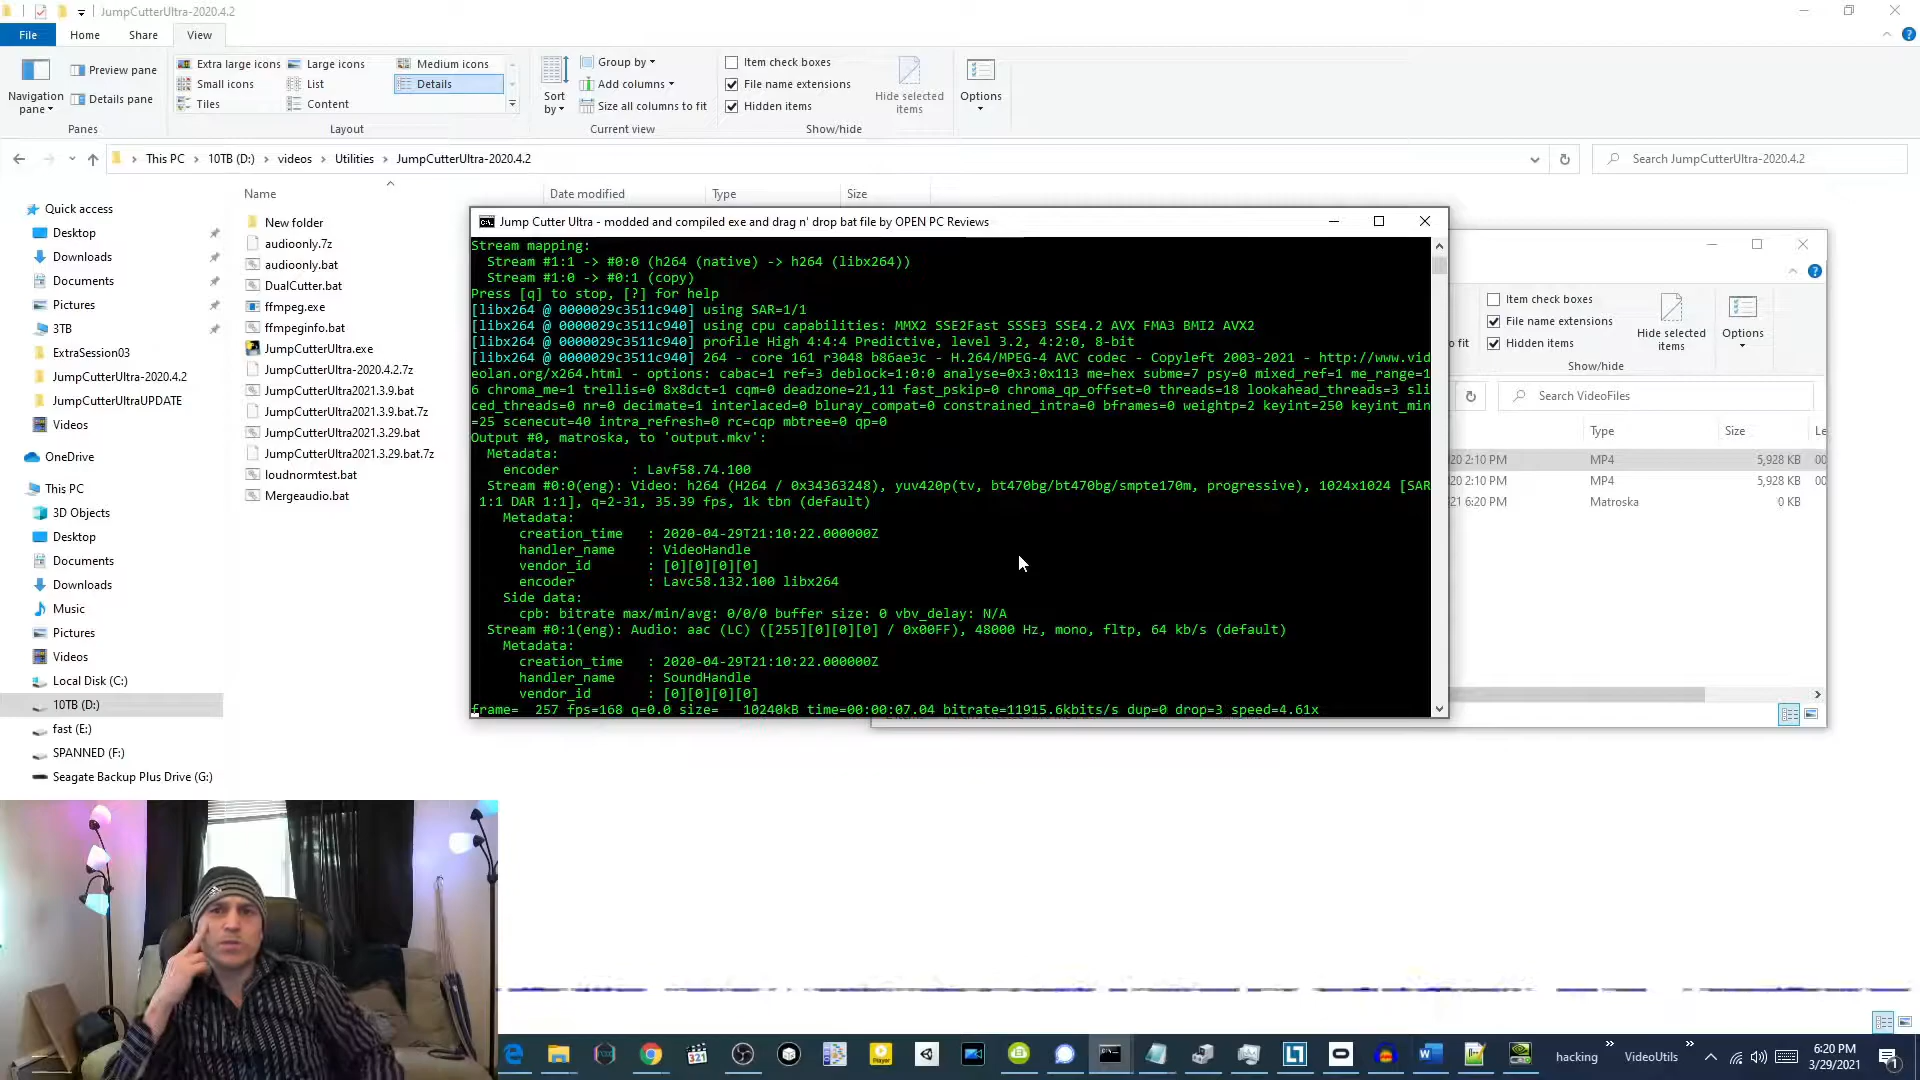 JumpCutterUltra-2020.4.2
File Home Share View
Navigation pane
Preview pane
Details pane
Panes
Extra large icons Large icons Medium icons
Small icons List Details
Tiles Content
Layout
Sort by
Group by
Add columns
Size all columns to fit
Current view
Item check boxes
File name extensions
Hidden items
Hide selected items
Show/hide
Options
This PC > 10TB (D:) > videos > Utilities > JumpCutterUltra-2020.4.2
Search JumpCutterUltra-2020.4.2
Name Date modified Type Size
Quick access
Desktop
Downloads
Documents
Pictures
3TB
ExtraSession03
JumpCutterUltra-2020.4.2
JumpCutterUltraUPDATE
Videos
OneDrive
This PC
3D Objects
Desktop
Documents
Downloads
Music
Pictures
Videos
Local Disk (C:)
10TB (D:)
fast (E:)
SPANNED (F:)
Seagate Backup Plus Drive (G:)
New folder
audioonly.7z
audioonly.bat
DualCutter.bat
ffmpeg.exe
ffmpeginfo.bat
JumpCutterUltra.exe
JumpCutterUltra-2020.4.2.7z
JumpCutterUltra2021.3.9.bat
JumpCutterUltra2021.3.9.bat.7z
JumpCutterUltra2021.3.29.bat
JumpCutterUltra2021.3.29.bat.7z
loudnormtest.bat
Mergeaudio.bat
Jump Cutter Ultra - modded and compiled exe and drag n' drop bat file by OPEN PC Reviews
Stream mapping:
Stream #1:1 -> #0:0 (h264 (native) -> h264 (libx264))
Stream #1:0 -> #0:1 (copy)
Press [q] to stop, [?] for help
[libx264 @ 0000029c3511c940] using SAR=1/1
[libx264 @ 0000029c3511c940] using cpu capabilities: MMX2 SSE2Fast SSSE3 SSE4.2 AVX FMA3 BMI2 AVX2
[libx264 @ 0000029c3511c940] profile High 4:4:4 Predictive, level 3.2, 4:2:0, 8-bit
[libx264 @ 0000029c3511c940] 264 - core 161 r3048 b86ae3c - H.264/MPEG-4 AVC codec - Copyleft 2003-2021 - http://www.vid
eolan.org/x264.html - options: cabac=1 ref=3 deblock=1:0:0 analyse=0x3:0x113 me=hex subme=7 psy=0 mixed_ref=1 me_range=1
6 chroma_me=1 trellis=0 8x8dct=1 cqm=0 deadzone=21,11 fast_pskip=0 chroma_qp_offset=0 threads=18 lookahead_threads=3 sli
ced_threads=0 nr=0 decimate=1 interlaced=0 bluray_compat=0 constrained_intra=0 bframes=0 weightp=2 keyint=250 keyint_min
=25 scenecut=40 intra_refresh=0 rc=cqp mbtree=0 qp=0
Output #0, matroska, to 'output.mkv':
Metadata:
encoder : Lavf58.74.100
Stream #0:0(eng): Video: h264 (H264 / 0x34363248), yuv420p(tv, bt470bg/bt470bg/smpte170m, progressive), 1024x1024 [SAR
1:1 DAR 1:1], q=2-31, 35.39 fps, 1k tbn (default)
Metadata:
creation_time : 2020-04-29T21:10:22.000000Z
handler_name : VideoHandle
vendor_id : [0][0][0][0]
encoder : Lavc58.132.100 libx264
Side data:
cpb: bitrate max/min/avg: 0/0/0 buffer size: 0 vbv_delay: N/A
Stream #0:1(eng): Audio: aac (LC) ([255][0][0][0] / 0x00FF), 48000 Hz, mono, fltp, 64 kb/s (default)
Metadata:
creation_time : 2020-04-29T21:10:22.000000Z
handler_name : SoundHandle
vendor_id : [0][0][0][0]
frame= 257 fps=168 q=0.0 size= 10240kB time=00:00:07.04 bitrate=11915.6kbits/s dup=0 drop=3 speed=4.61x
Item check boxes
File name extensions
Hidden items
o fit
Hide selected items
Options
Show/hide
Search VideoFiles
Type Size Le
20 2:10 PM MP4 5,928 KB 00
20 2:10 PM MP4 5,928 KB 00
21 6:20 PM Matroska 0 KB
321
hacking
VideoUtils
6:20 PM
3/29/2021